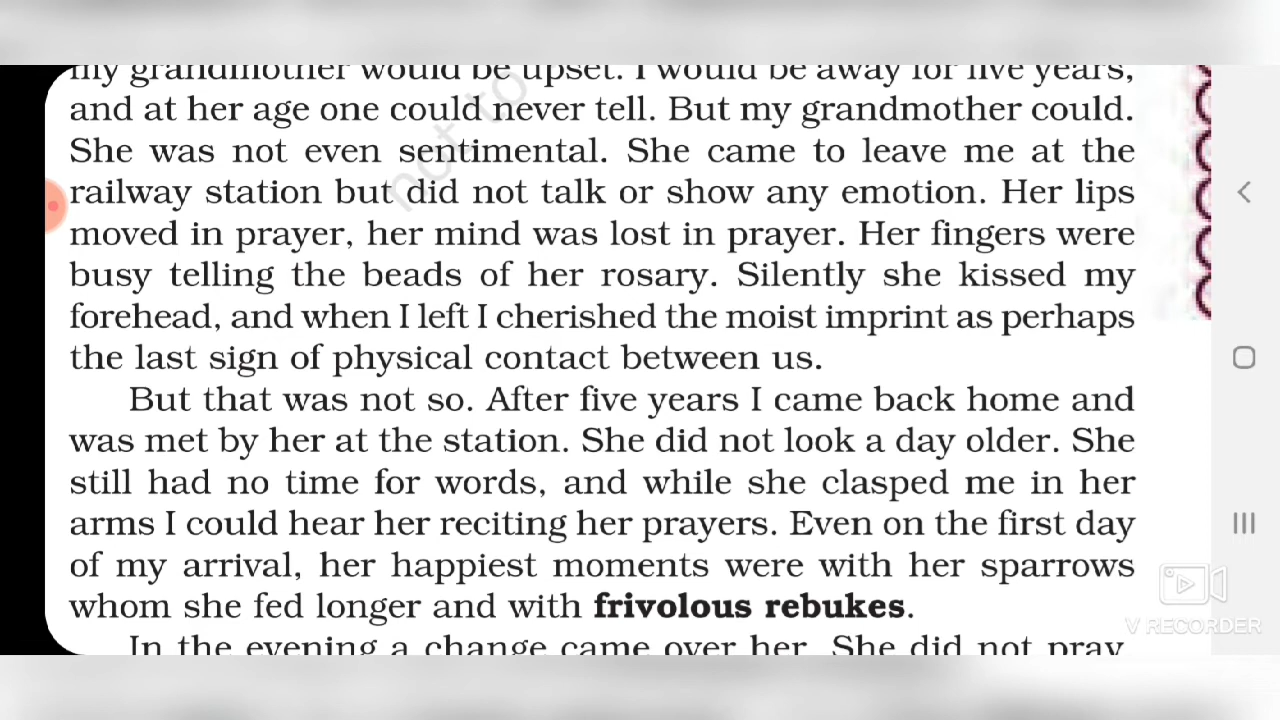 my grandmother would be upset. I would be away for five years,
and at her age one could never tell. But my grandmother could.
She was not even sentimental. She came to leave me at the
railway station but did not talk or show any emotion. Her lips
moved in prayer, her mind was lost in prayer. Her fingers were
busy telling the beads of her rosary. Silently she kissed my
forehead, and when I left I cherished the moist imprint as perhaps
the last sign of physical contact between us.
But that was not so. After five years I came back home and
was met by her at the station. She did not look a day older. She
still had no time for words, and while she clasped me in her
arms I could hear her reciting her prayers. Even on the first day
of my arrival, her happiest moments were with her sparrows
whom she fed longer and with frivolous rebukes.
In the evening a change came over her. She did not pray.
not to
V RECORDER